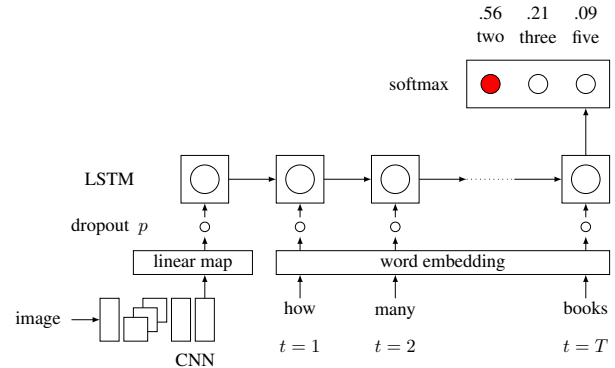 .56 .21 .09
two three five
softmax
LSTM
dropout p
linear map word embedding
image how many books
CNN t = 1 t = 2 t = T